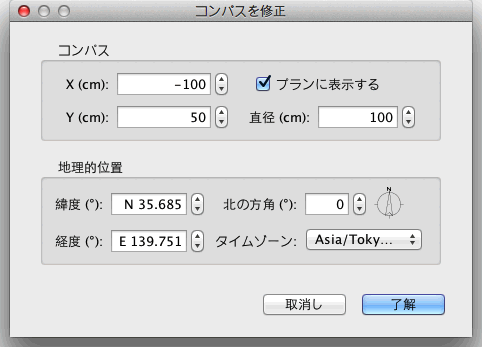 コンパスを修正
コンパス
X (cm): -100 プランに表示する
Y (cm): 50 直径 (cm): 100
地理的位置
緯度 (°): N 35.685 北の方角 (°): 0 N
経度 (°): E 139.751 タイムゾーン: Asia/Toky...
取消し 了解